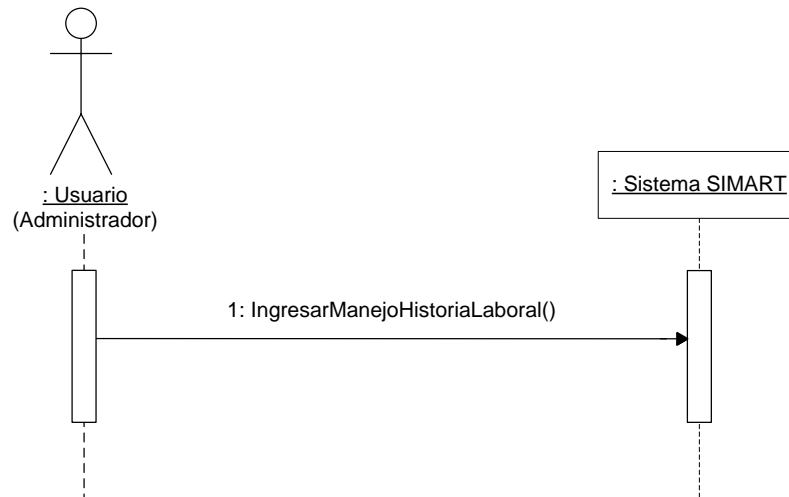 : Usuario
(Administrador)
: Sistema SIMART
1: IngresarManejoHistoriaLaboral()